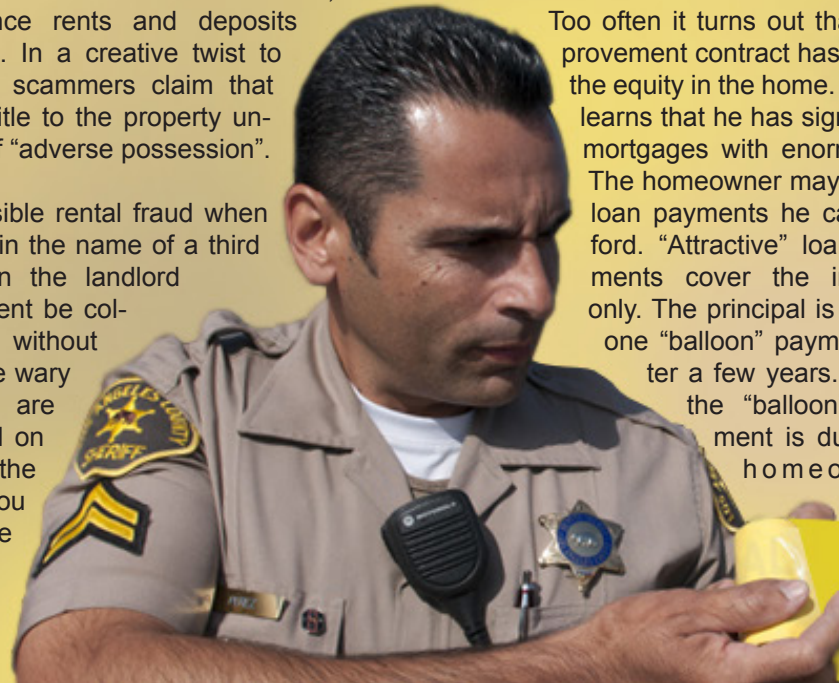 nce rents and deposits
. In a creative twist to
scammers claim that
itle to the property un-
f “adverse possession”.
sible rental fraud when
in the name of a third
n the landlord
ent be col-
without
e wary
are
d on
the
ou
e
Too often it turns out tha
provement contract has
the equity in the home.
learns that he has sign
mortgages with enorm
The homeowner may
loan payments he ca
ford. “Attractive” loa
ments cover the i
only. The principal is
one “balloon” paym
ter a few years.
the “balloon
ment is du
homeo
ANGELES COUNTY
SHERIFF
MOTOROLA
PEREZ